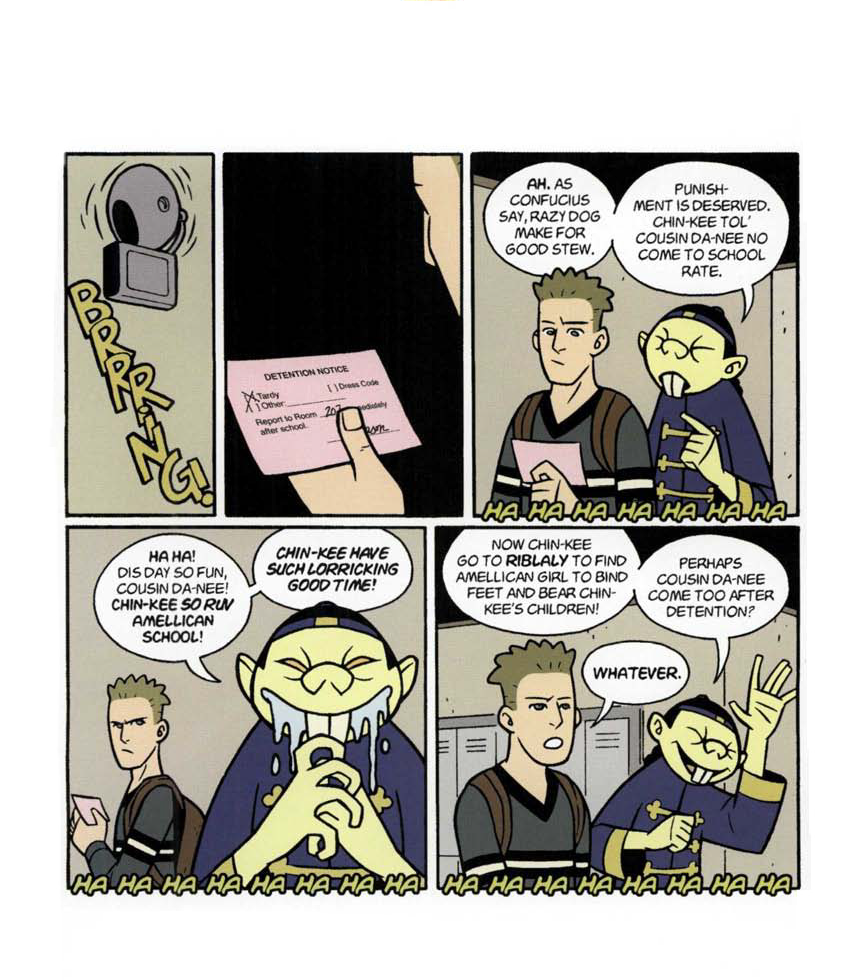 BRRRING!
DETENTION NOTICE
[X] Tardy [ ] Dress Code
[ ] Other:
Report to Room 202
after school.
AH. AS
CONFUCIUS
SAY, RAZY DOG
MAKE FOR
GOOD STEW.
PUNISH-
MENT IS DESERVED.
CHIN-KEE TOL'
COUSIN DA-NEE NO
COME TO SCHOOL
RATE.
HA HA HA HA HA HA HA
HA HA!
DIS DAY SO FUN,
COUSIN DA-NEE!
CHIN-KEE SO RUV
AMELLICAN
SCHOOL!
CHIN-KEE HAVE
SUCH LORRICKING
GOOD TIME!
HA HA HA HA HA HA HA HA
NOW CHIN-KEE
GO TO RIBLALY TO FIND
AMELLICAN GIRL TO BIND
FEET AND BEAR CHIN-
KEE'S CHILDREN!
PERHAPS
COUSIN DA-NEE
COME TOO AFTER
DETENTION?
WHATEVER.
HA HA HA HA HA HA HA HA